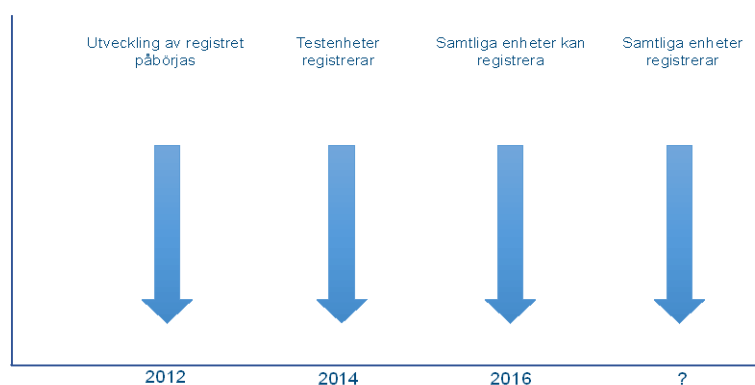 Utveckling av registret
påbörjas
Testenheter
registrerar
Samtliga enheter kan
registrera
Samtliga enheter
registrerar
2012
2014
2016
?